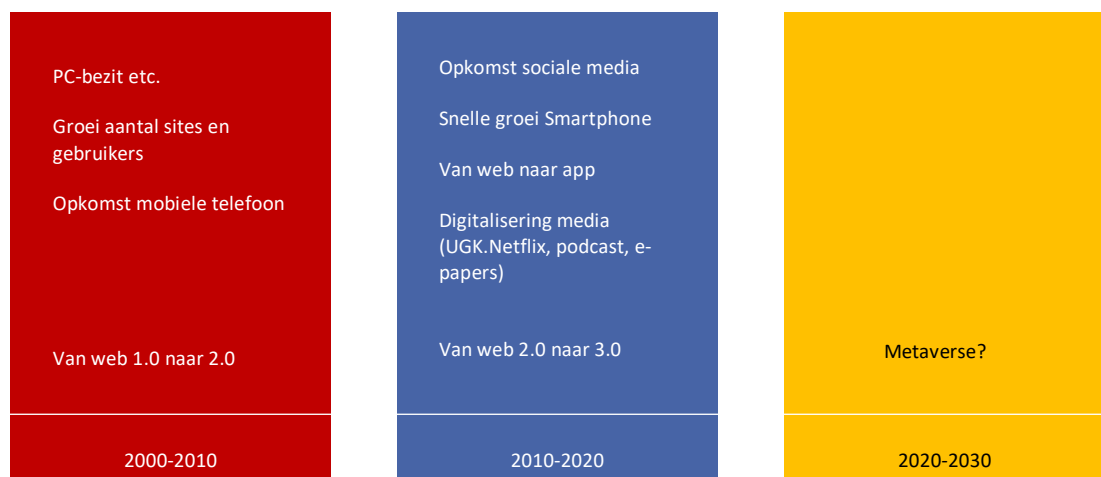 PC-bezit etc.
Groei aantal sites en
gebruikers
Opkomst mobiele telefoon
Van web 1.0 naar 2.0
2000-2010
Opkomst sociale media
Snelle groei Smartphone
Van web naar app
Digitalisering media
(UGK.Netflix, podcast, e-
papers)
Van web 2.0 naar 3.0
2010-2020
Metaverse?
2020-2030